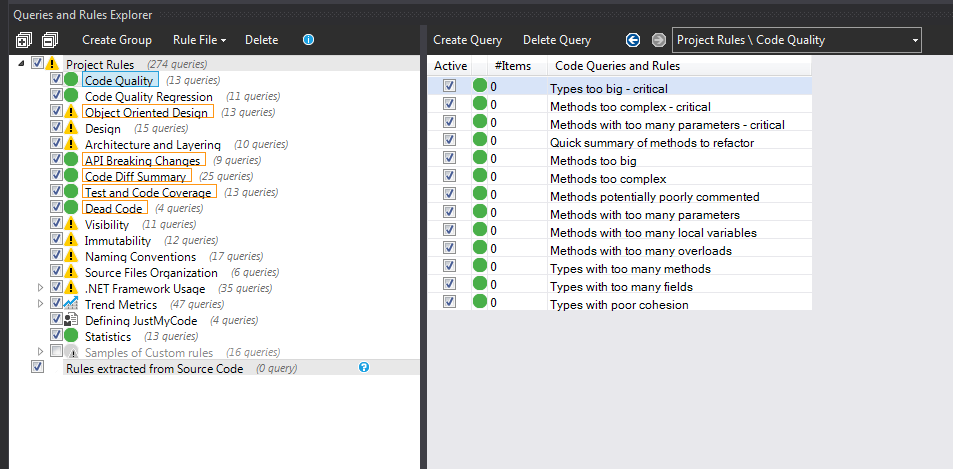 Queries and Rules Explorer
Create Group Rule File Delete
Project Rules (274 queries)
Code Quality (13 queries)
Code Quality Regression (11 queries)
Object Oriented Design (13 queries)
Design (15 queries)
Architecture and Layering (10 queries)
API Breaking Changes (9 queries)
Code Diff Summary (25 queries)
Test and Code Coverage (13 queries)
Dead Code (4 queries)
Visibility (11 queries)
Immutability (12 queries)
Naming Conventions (17 queries)
Source Files Organization (6 queries)
.NET Framework Usage (35 queries)
Trend Metrics (47 queries)
Defining JustMyCode (4 queries)
Statistics (13 queries)
Samples of Custom rules (16 queries)
Rules extracted from Source Code (0 query)
Create Query Delete Query Project Rules \ Code Quality
Active #Items Code Queries and Rules
0 Types too big - critical
0 Methods too complex - critical
0 Methods with too many parameters - critical
0 Quick summary of methods to refactor
0 Methods too big
0 Methods too complex
0 Methods potentially poorly commented
0 Methods with too many parameters
0 Methods with too many local variables
0 Methods with too many overloads
0 Types with too many methods
0 Types with too many fields
0 Types with poor cohesion